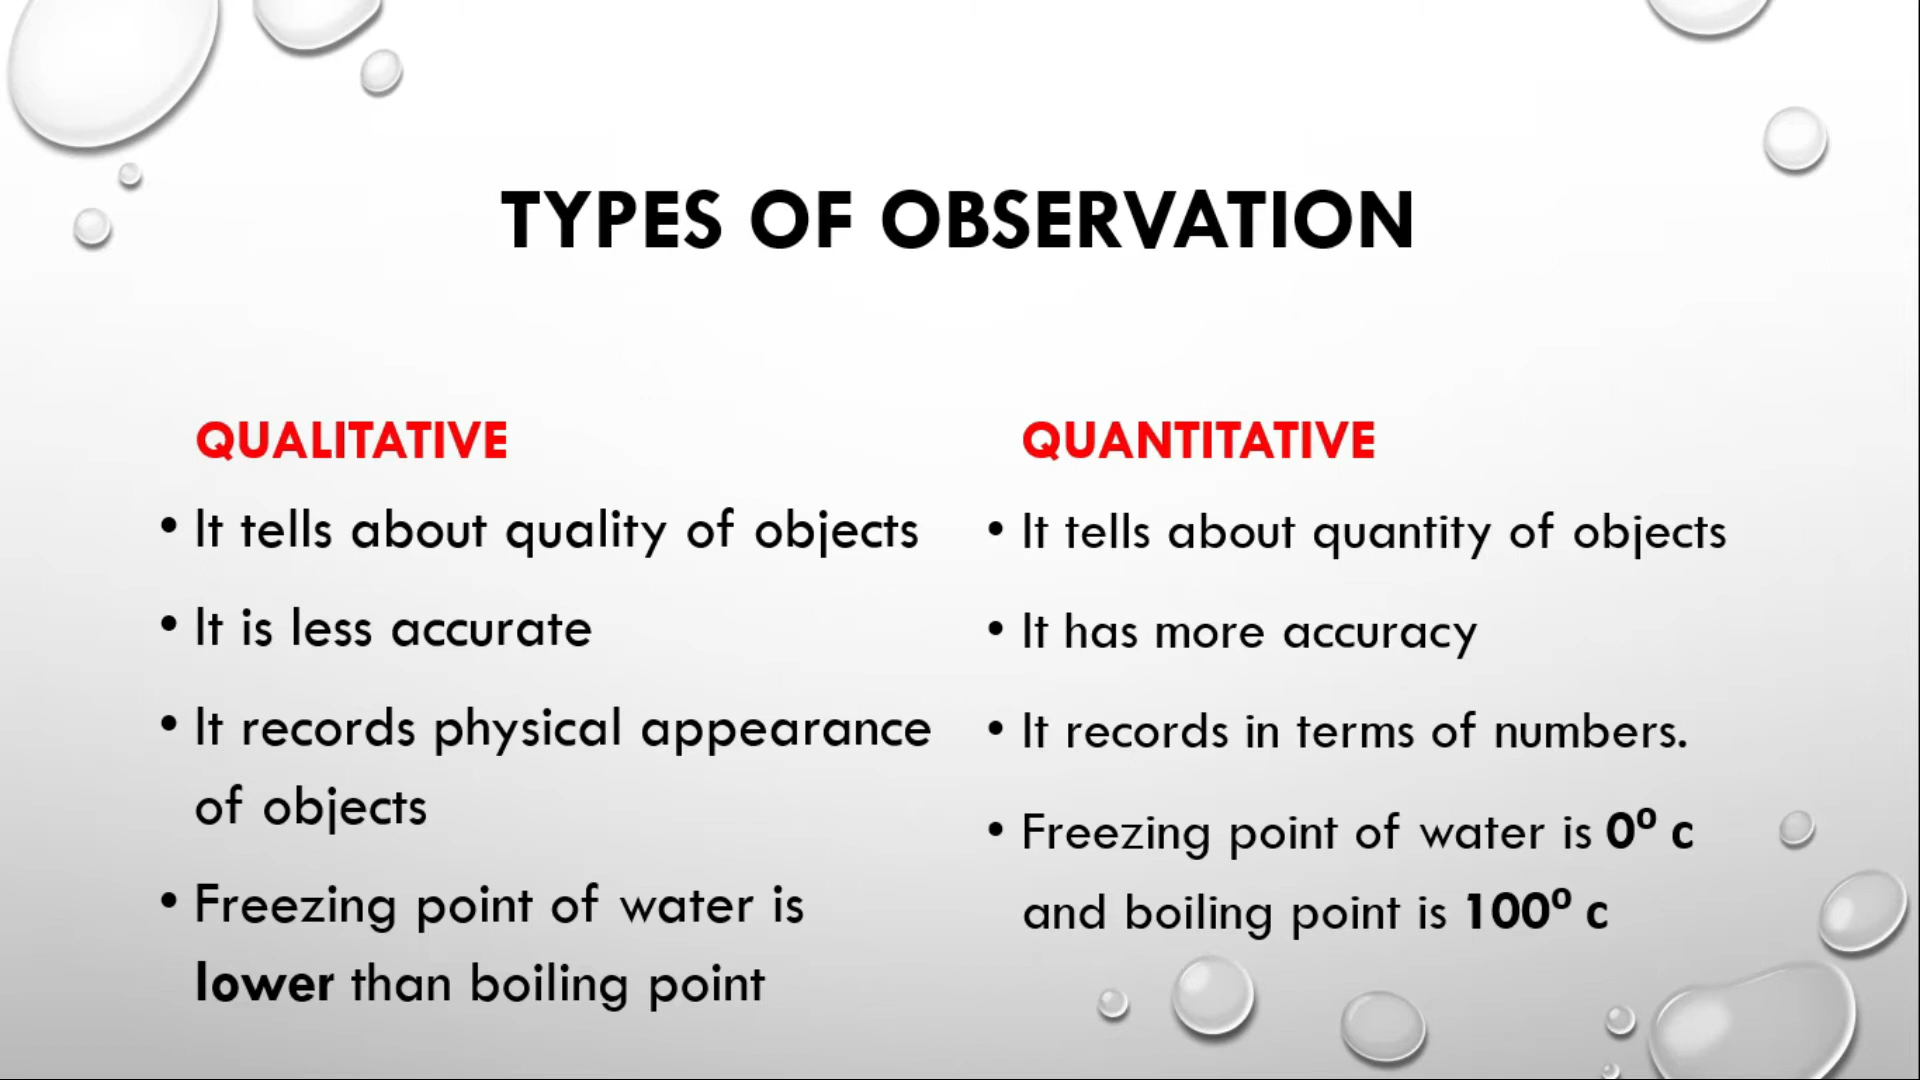 TYPES OF OBSERVATION
QUALITATIVE
• It tells about quality of objects
• It is less accurate
• It records physical appearance
of objects
• Freezing point of water is
lower than boiling point
QUANTITATIVE
• It tells about quantity of objects
• It has more accuracy
• It records in terms of numbers.
• Freezing point of water is 0⁰ c
and boiling point is 100⁰ c